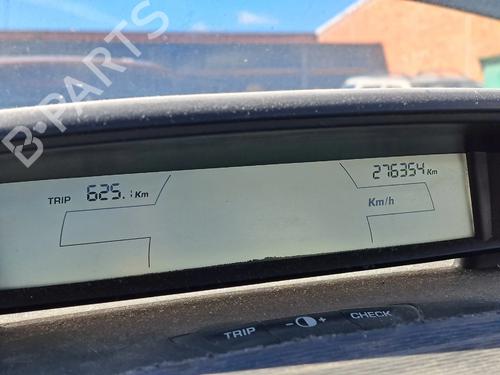 B-PARTS
TRIP 625.1 Km
276354 Km
Km/h
TRIP - + CHECK